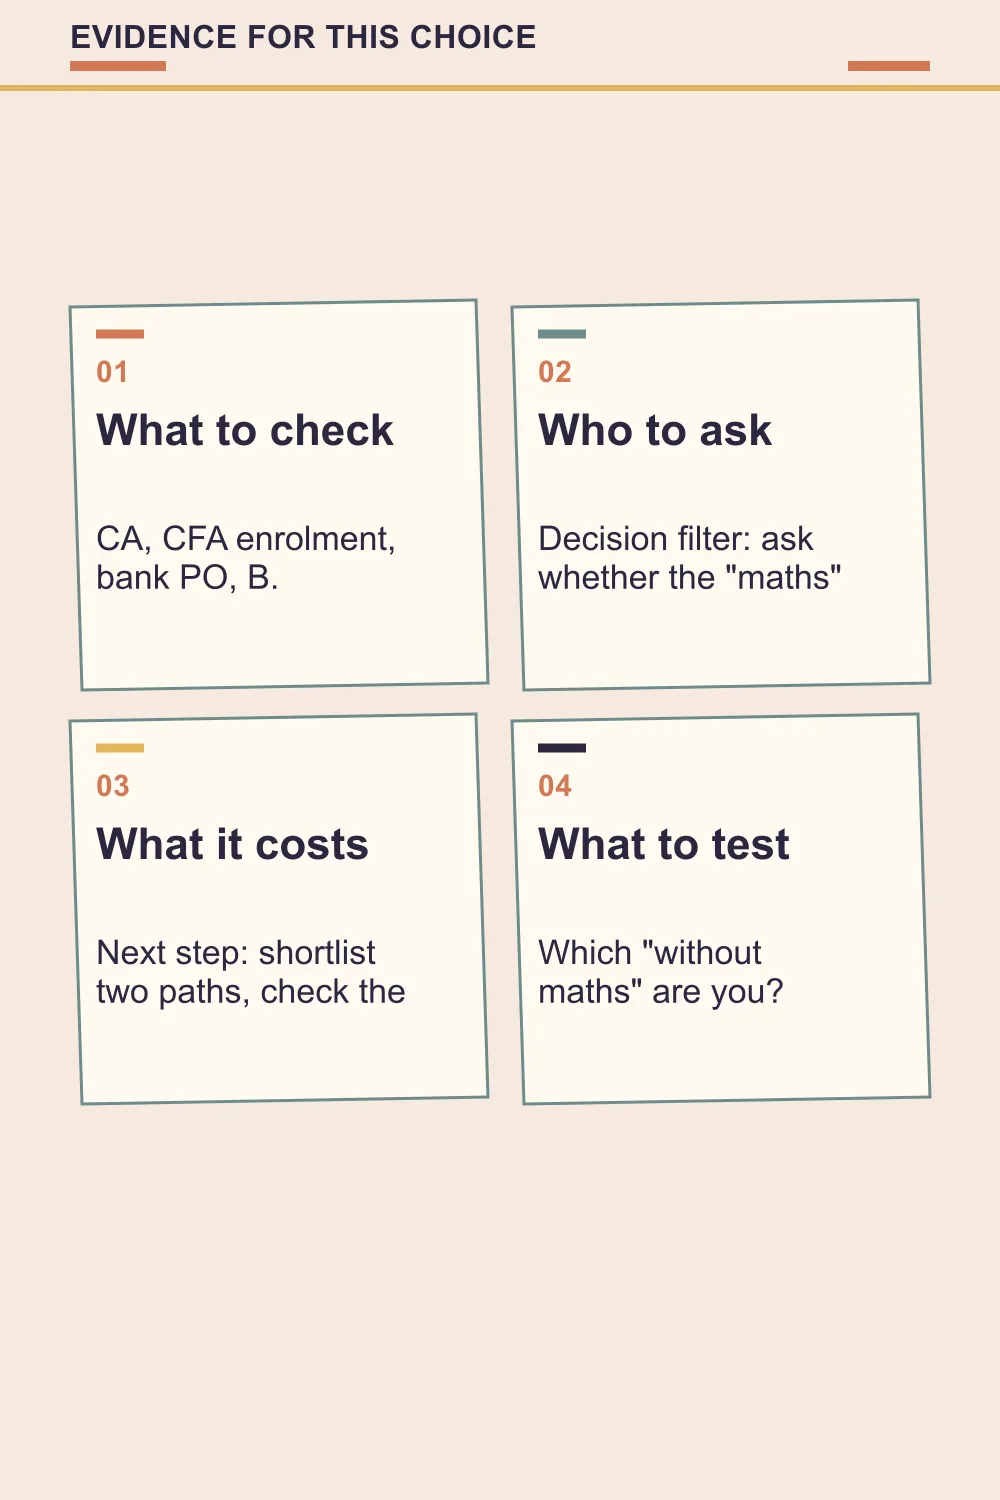 EVIDENCE FOR THIS CHOICE
01
What to check
CA, CFA enrolment,
bank PO, B.
02
Who to ask
Decision filter: ask
whether the "maths"
03
What it costs
Next step: shortlist
two paths, check the
04
What to test
Which "without
maths" are you?